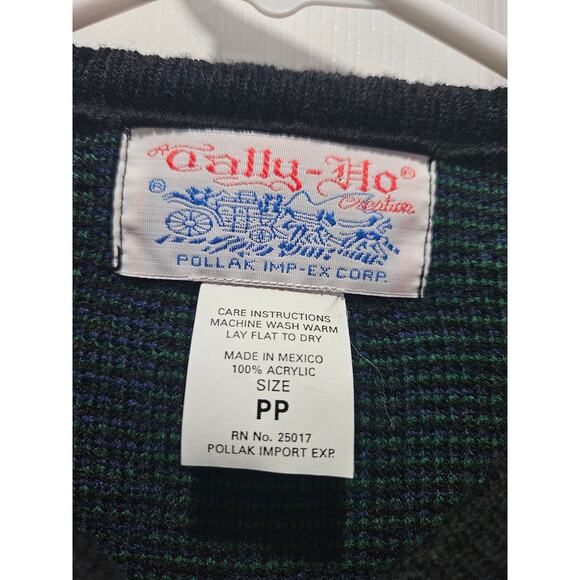 A Tally-Ho®
Creation
®
POLLAK IMP-EX CORP.
CARE INSTRUCTIONS
MACHINE WASH WARM
LAY FLAT TO DRY
MADE IN MEXICO
100% ACRYLIC
SIZE
PP
RN No. 25017
POLLAK IMPORT EXP.